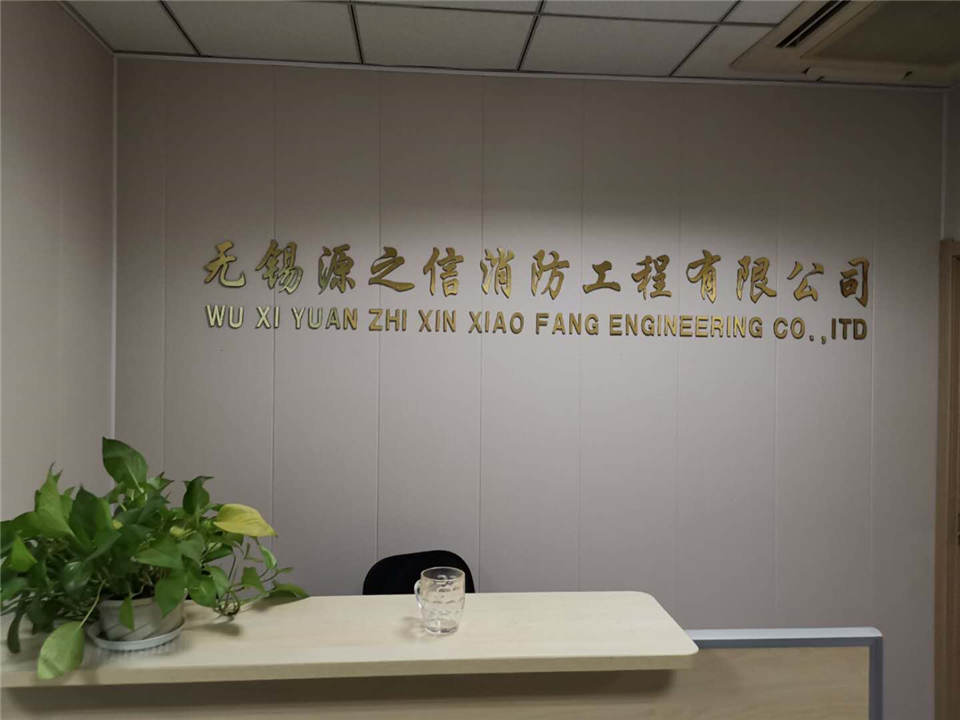 无锡源之信消防工程有限公司
WU XI YUAN ZHI XIN XIAO FANG ENGINEERING CO.,ITD